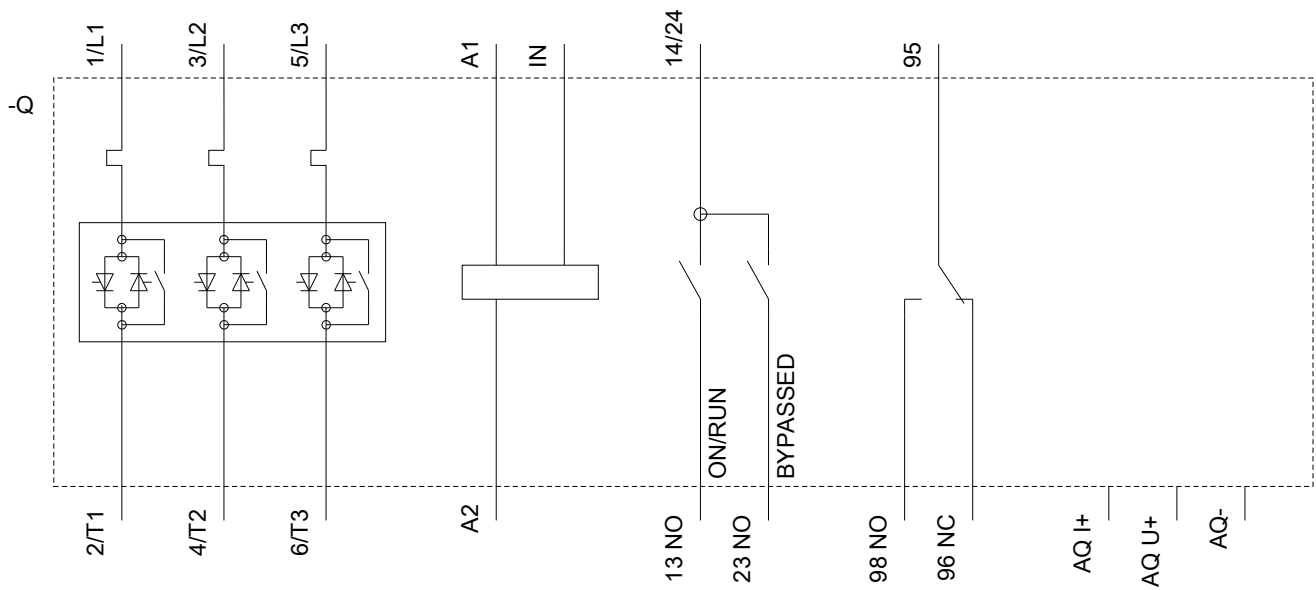 1/L1
3/L2
5/L3
A1
IN
14/24
95
-Q
ON/RUN
BYPASSED
2/T1
4/T2
6/T3
A2
13 NO
23 NO
98 NO
96 NC
AQ I+
AQ U+
AQ-